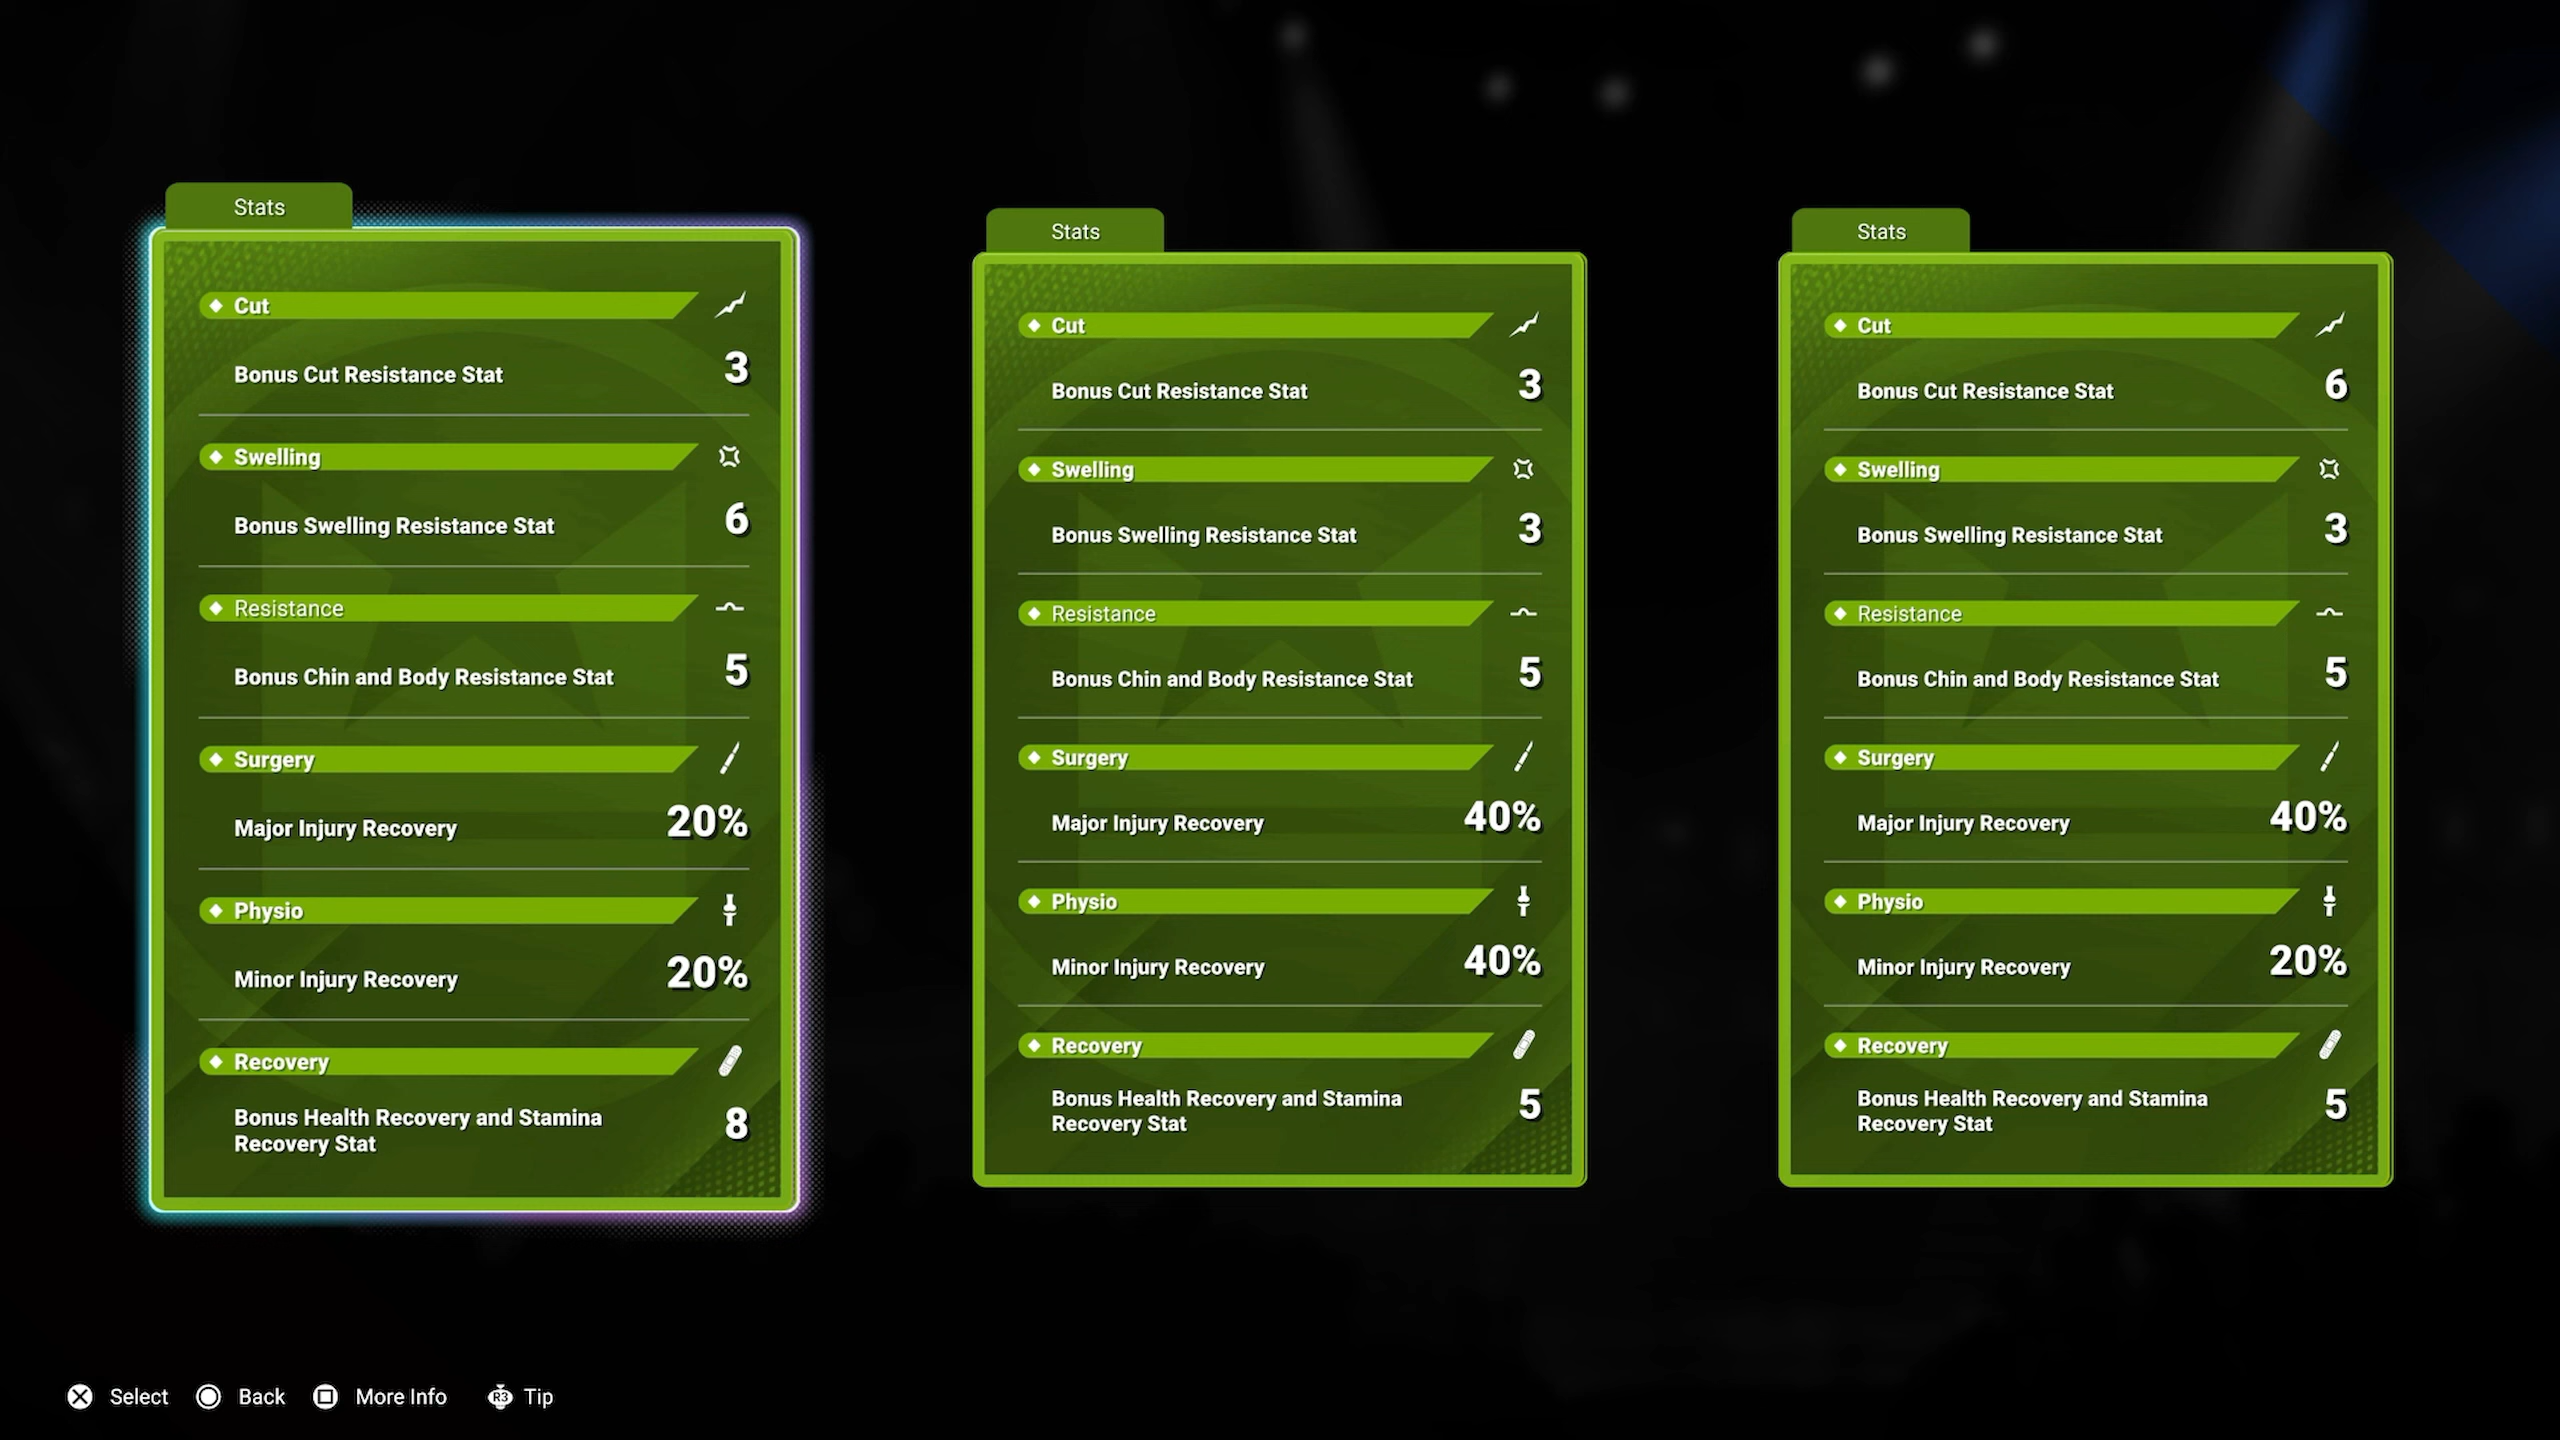 Stats
Cut
Bonus Cut Resistance Stat 3
Swelling
Bonus Swelling Resistance Stat 6
Resistance
Bonus Chin and Body Resistance Stat 5
Surgery
Major Injury Recovery 20%
Physio
Minor Injury Recovery 20%
Recovery
Bonus Health Recovery and Stamina
Recovery Stat 8
Stats
Cut
Bonus Cut Resistance Stat 3
Swelling
Bonus Swelling Resistance Stat 3
Resistance
Bonus Chin and Body Resistance Stat 5
Surgery
Major Injury Recovery 40%
Physio
Minor Injury Recovery 40%
Recovery
Bonus Health Recovery and Stamina
Recovery Stat 5
Stats
Cut
Bonus Cut Resistance Stat 6
Swelling
Bonus Swelling Resistance Stat 3
Resistance
Bonus Chin and Body Resistance Stat 5
Surgery
Major Injury Recovery 40%
Physio
Minor Injury Recovery 20%
Recovery
Bonus Health Recovery and Stamina
Recovery Stat 5
Select Back More Info R3 Tip